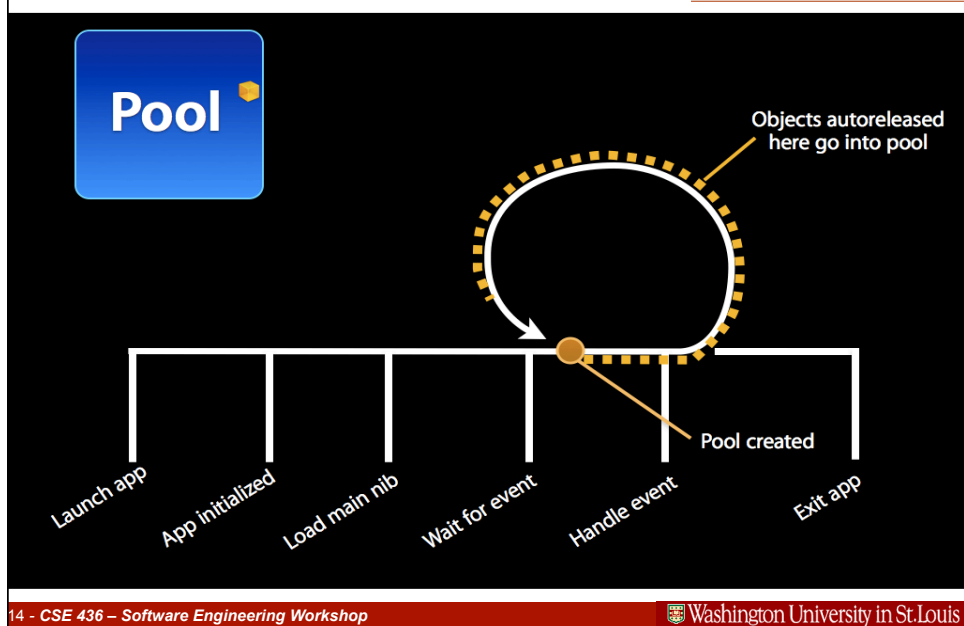 Pool
Objects autoreleased
here go into pool
Pool created
Launch app
App initialized
Load main nib
Wait for event
Handle event
Exit app
14 - CSE 436 – Software Engineering Workshop
Washington University in St.Louis